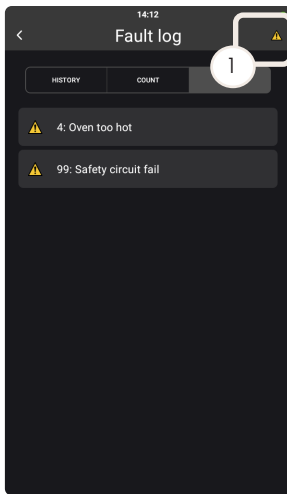 14:12
Fault log
1
HISTORY COUNT
4: Oven too hot
99: Safety circuit fail